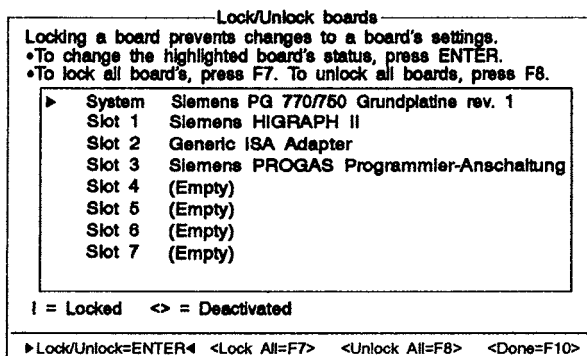 Lock/Unlock boards
Locking a board prevents changes to a board's settings.
•To change the highlighted board's status, press ENTER.
•To lock all board's, press F7. To unlock all boards, press F8.
▶ System Siemens PG 770/750 Grundplatine rev. 1
Slot 1 Siemens HIGRAPH II
Slot 2 Generic ISA Adapter
Slot 3 Siemens PROGAS Programmier-Anschaltung
Slot 4 (Empty)
Slot 5 (Empty)
Slot 6 (Empty)
Slot 7 (Empty)
! = Locked <> = Deactivated
▶Lock/Unlock=ENTER◀ <Lock All=F7> <Unlock All=F8> <Done=F10>